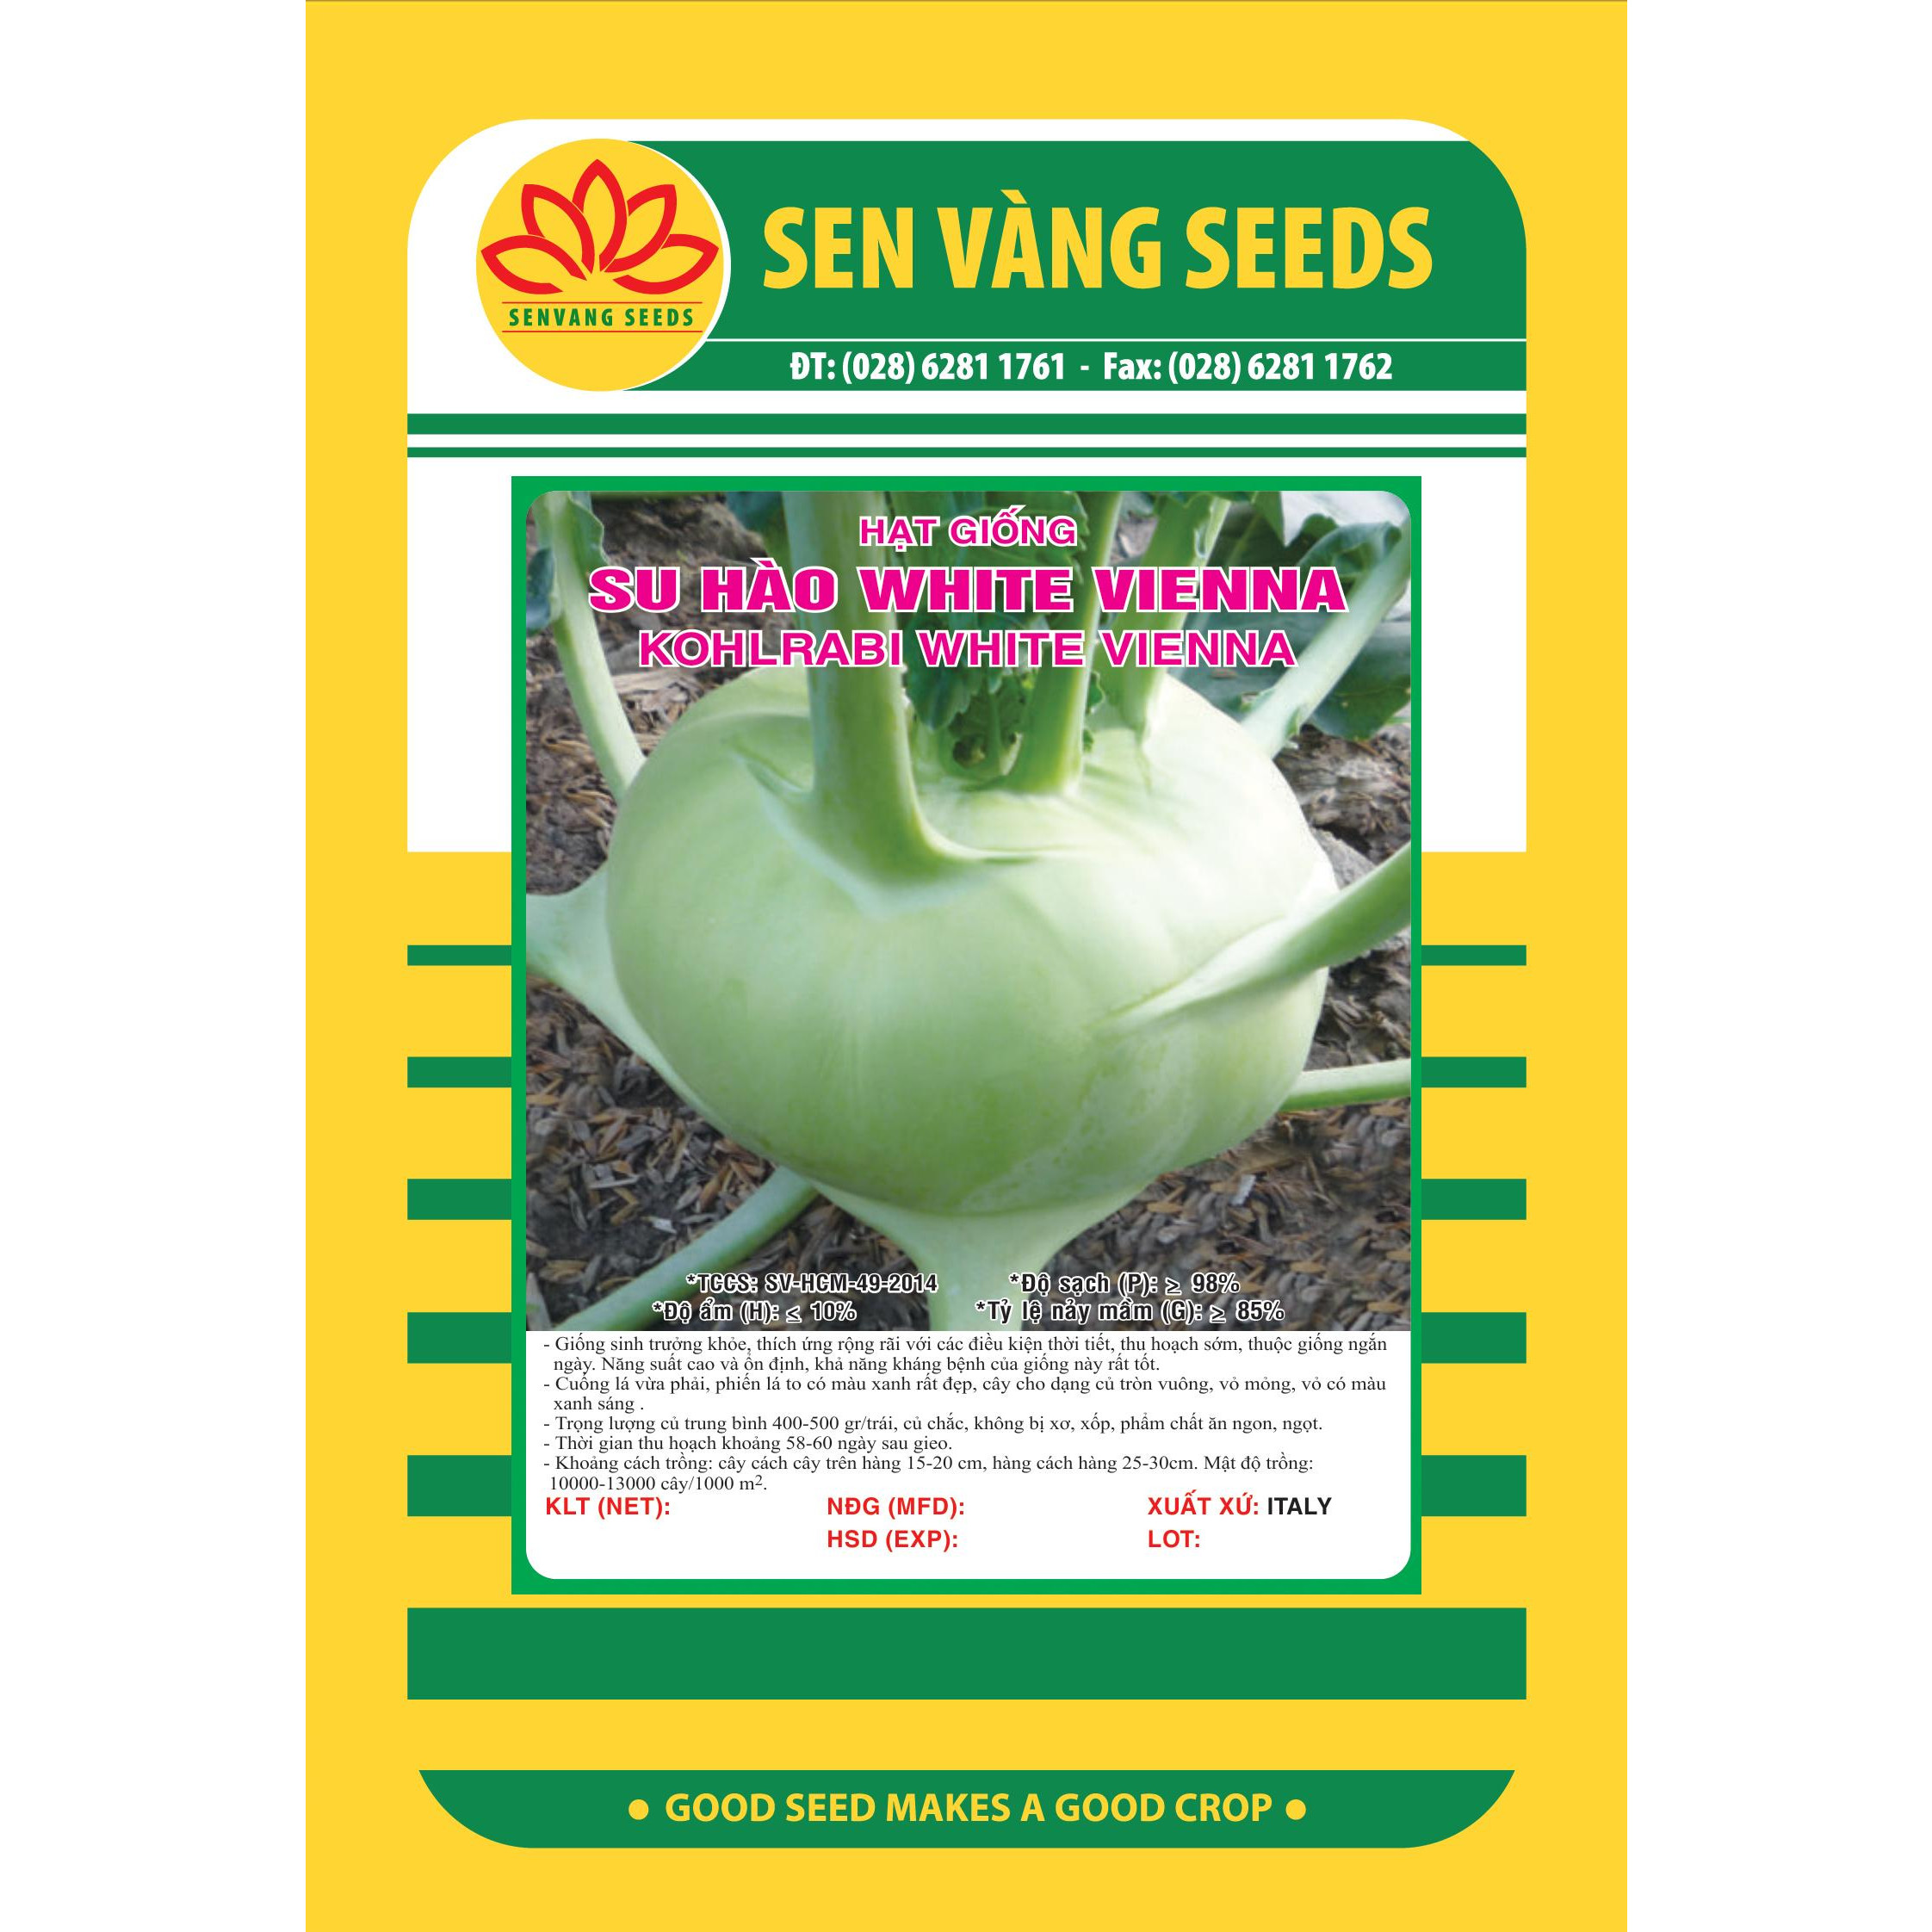 SEN VÀNG SEEDS
SENVANG SEEDS
ĐT: (028) 6281 1761 - Fax: (028) 6281 1762
HẠT GIỐNG
SU HÀO WHITE VIENNA
KOHLRABI WHITE VIENNA
*TCCS: SV-HCM-49-2014 *Độ sạch (P): ≥ 98%
*Độ ẩm (H): ≤ 10% *Tỷ lệ nảy mầm (G): ≥ 85%
- Giống sinh trưởng khỏe, thích ứng rộng rãi với các điều kiện thời tiết, thu hoạch sớm, thuộc giống ngắn
ngày. Năng suất cao và ổn định, khả năng kháng bệnh của giống này rất tốt.
- Cuống lá vừa phải, phiến lá to có màu xanh rất đẹp, cây cho dạng củ tròn vuông, vỏ mỏng, vỏ có màu
xanh sáng .
- Trọng lượng củ trung bình 400-500 gr/trái, củ chắc, không bị xơ, xốp, phẩm chất ăn ngon, ngọt.
- Thời gian thu hoạch khoảng 58-60 ngày sau gieo.
- Khoảng cách trồng: cây cách cây trên hàng 15-20 cm, hàng cách hàng 25-30cm. Mật độ trồng:
10000-13000 cây/1000 m².
KLT (NET): NĐG (MFD): XUẤT XỨ: ITALY
HSD (EXP): LOT:
• GOOD SEED MAKES A GOOD CROP •